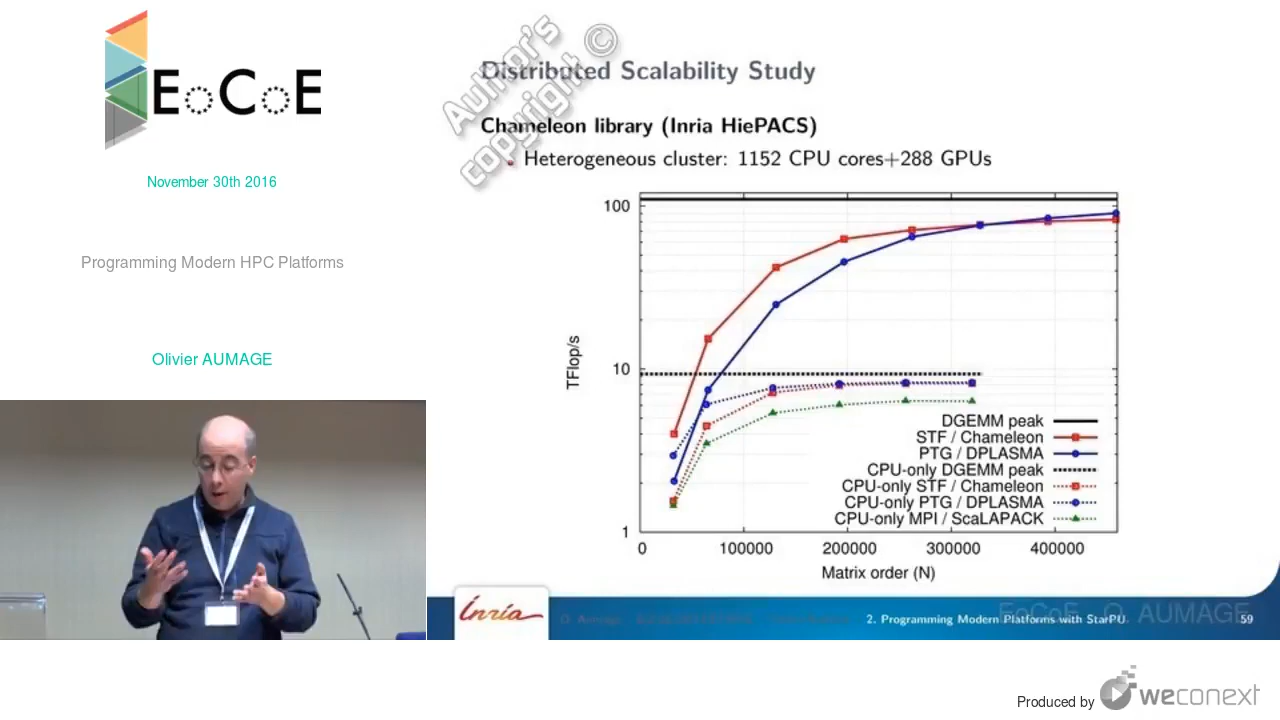 EoCoE
November 30th 2016
Programming Modern HPC Platforms
Olivier AUMAGE
Author's ©
copyright
Distributed Scalability Study
Chameleon library (Inria HiePACS)
Heterogeneous cluster: 1152 CPU cores+288 GPUs
100
10
1
TFlop/s
DGEMM peak
STF / Chameleon
PTG / DPLASMA
CPU-only DGEMM peak
CPU-only STF / Chameleon
CPU-only PTG / DPLASMA
CPU-only MPI / ScaLAPACK
0 100000 200000 300000 400000
Matrix order (N)
Inria
O. Aumage
2. Programming Modern Platforms with StarPU
EoCoE O. AUMAGE
59
Produced by weconext